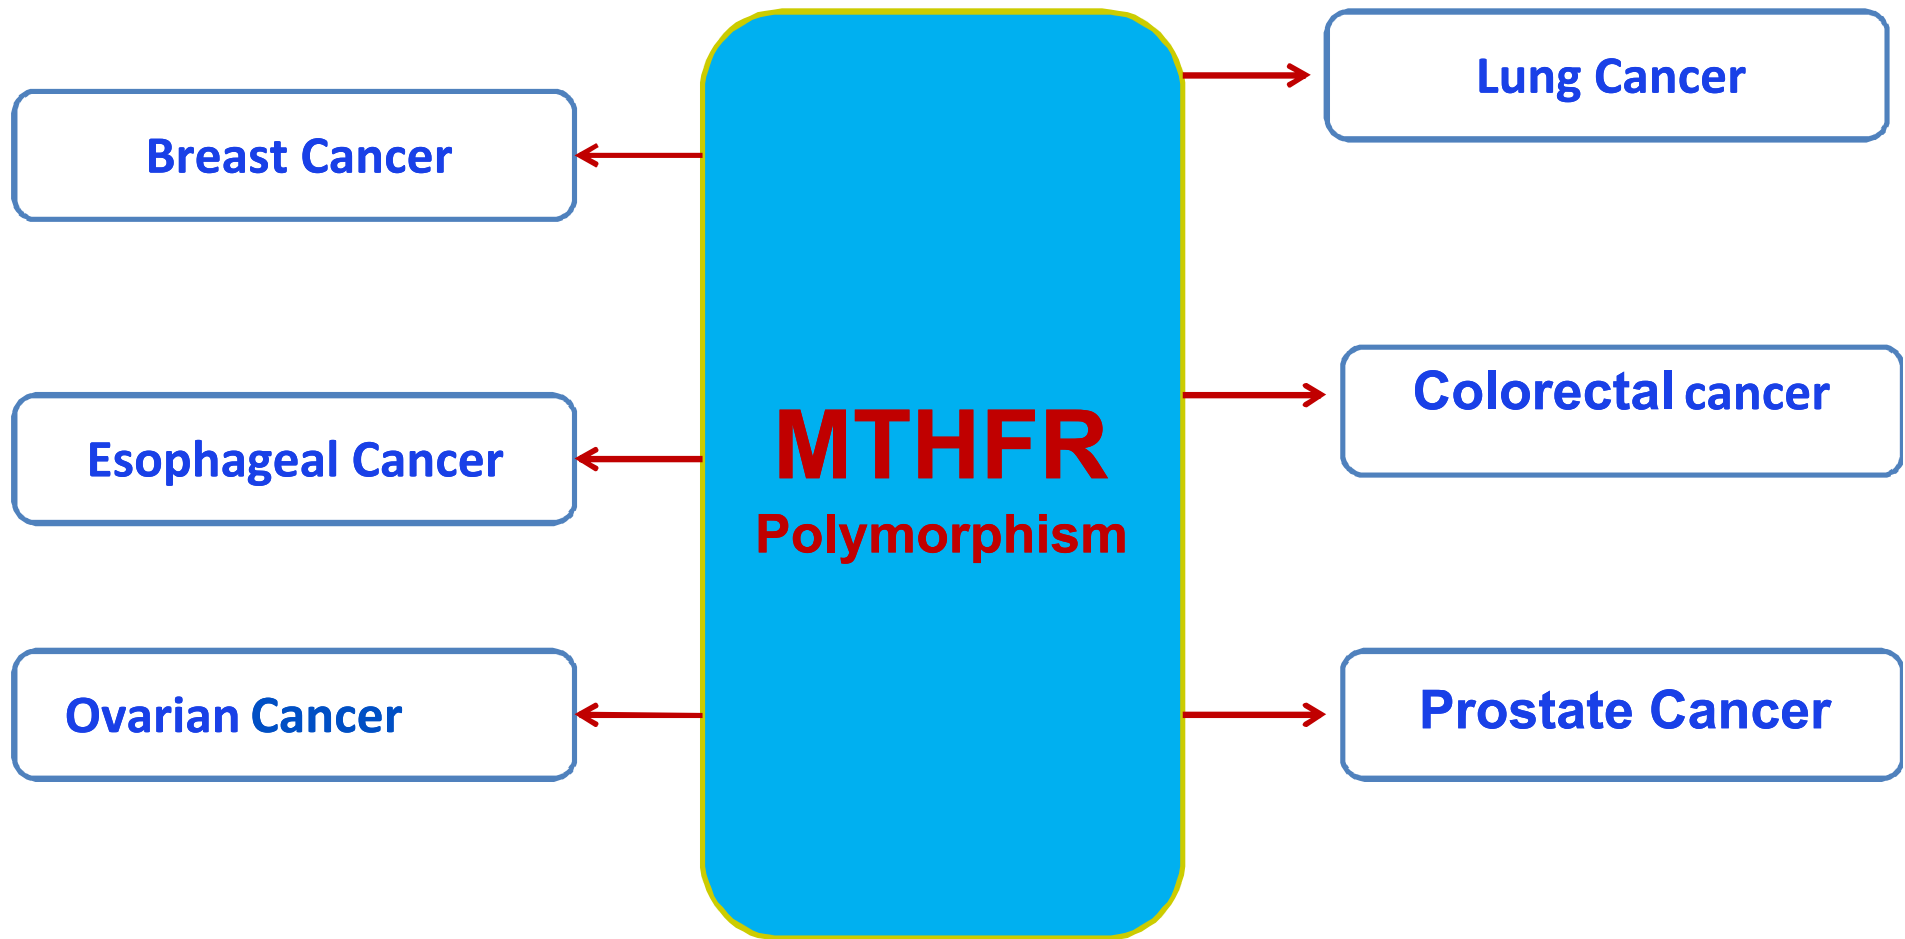 Breast Cancer
Esophageal Cancer
Ovarian Cancer
MTHFR
Polymorphism
Lung Cancer
Colorectal cancer
Prostate Cancer